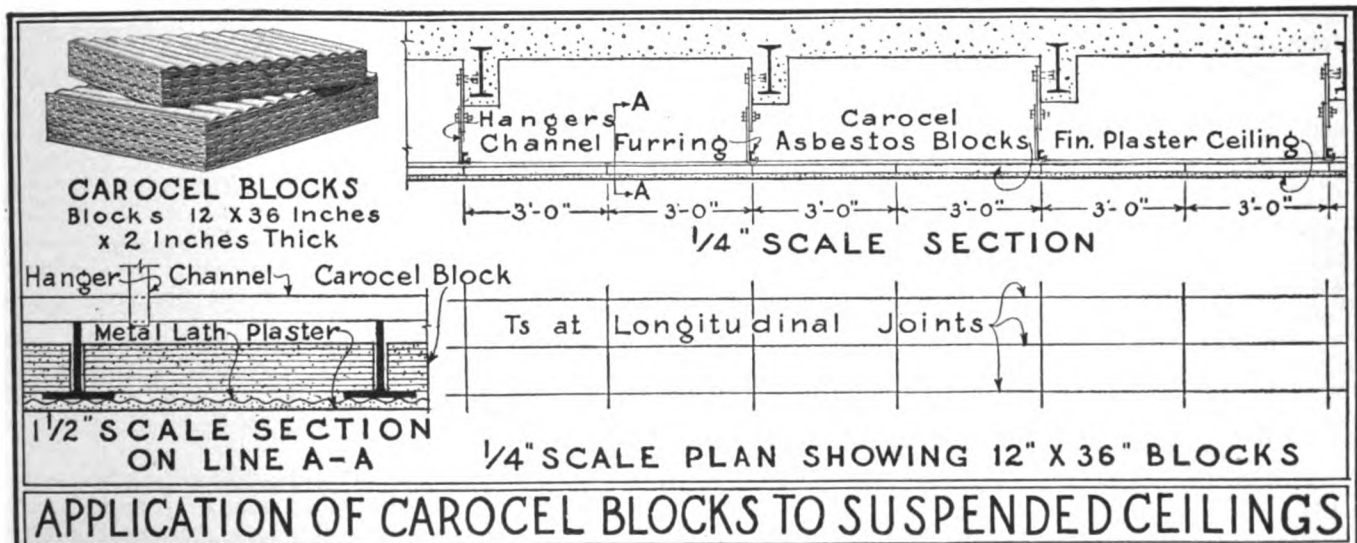 CAROCEL BLOCKS
Blocks 12 X 36 Inches
x 2 Inches Thick
A
Hangers
Channel Furring
Carocel
Asbestos Blocks
Fin. Plaster Ceiling
A
3'-0" 3'-0" 3'-0" 3'-0" 3'-0" 3'-0"
1/4" SCALE SECTION
Hanger Channel Carocel Block
Metal Lath Plaster
1 1/2" SCALE SECTION
ON LINE A-A
Ts at Longitudinal Joints
1/4" SCALE PLAN SHOWING 12" X 36" BLOCKS
APPLICATION OF CAROCEL BLOCKS TO SUSPENDED CEILINGS